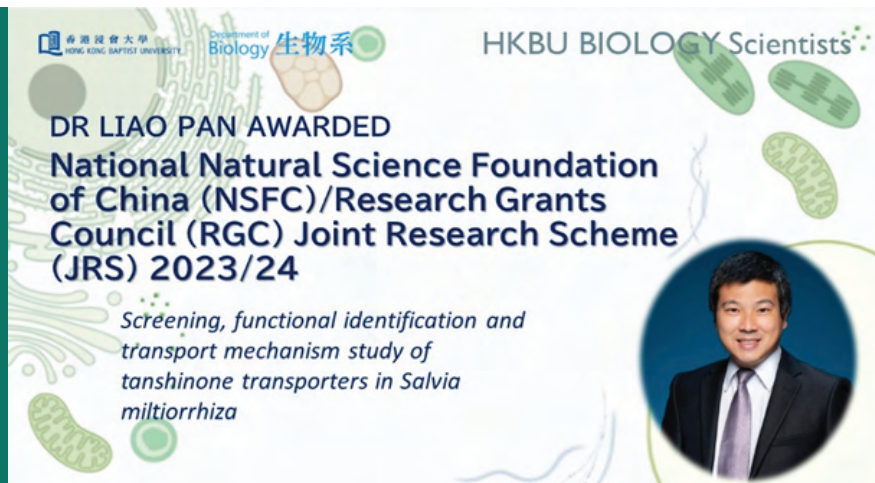 香港浸會大學
HONG KONG BAPTIST UNIVERSITY
Department of
Biology 生物系
HKBU BIOLOGY Scientists
DR LIAO PAN AWARDED
National Natural Science Foundation
of China (NSFC)/Research Grants
Council (RGC) Joint Research Scheme
(JRS) 2023/24
Screening, functional identification and
transport mechanism study of
tanshinone transporters in Salvia
miltiorrhiza